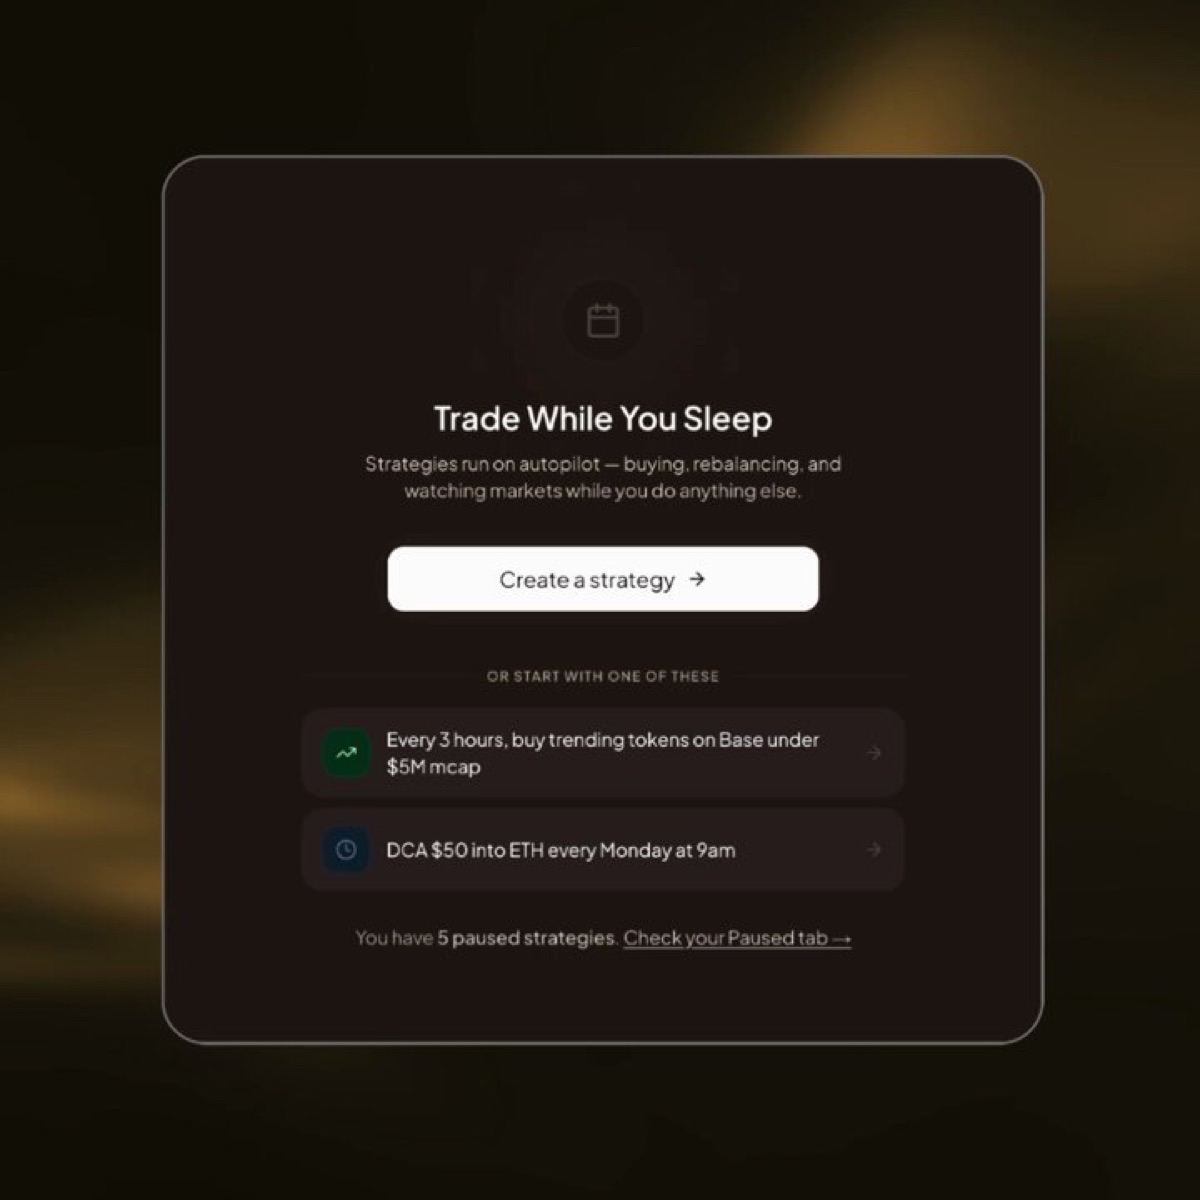 Trade While You Sleep
Strategies run on autopilot — buying, rebalancing, and
watching markets while you do anything else.
Create a strategy →
OR START WITH ONE OF THESE
Every 3 hours, buy trending tokens on Base under
$5M mcap
DCA $50 into ETH every Monday at 9am
You have 5 paused strategies. Check your Paused tab →